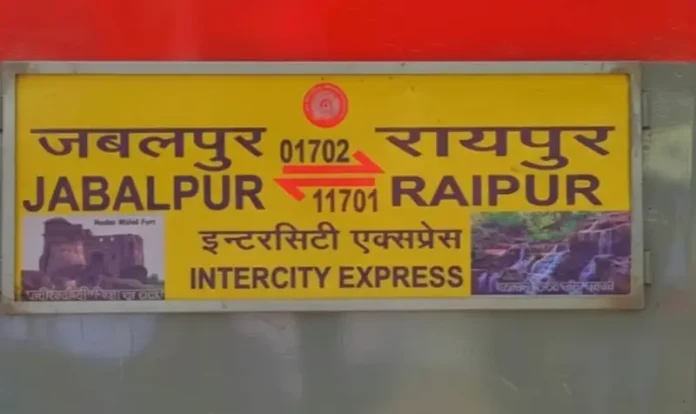 जबलपुर 01702 रायपुर
JABALPUR 11701 RAIPUR
इन्टरसिटी एक्सप्रेस
INTERCITY EXPRESS